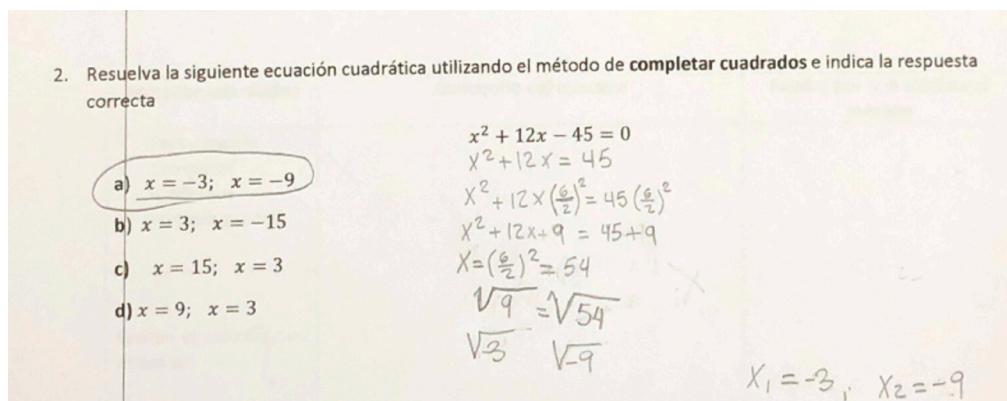 2. Resuelva la siguiente ecuación cuadrática utilizando el método de completar cuadrados e indica la respuesta
correcta
a) x = −3; x = −9
b) x = 3; x = −15
c) x = 15; x = 3
d) x = 9; x = 3
x² + 12x − 45 = 0
x² + 12x = 45
x² + 12x (6/2)² = 45 (6/2)²
x² + 12x + 9 = 45 + 9
x = (6/2)² = 54
√9 = √54
√3 √-9
x₁ = -3, x₂ = -9